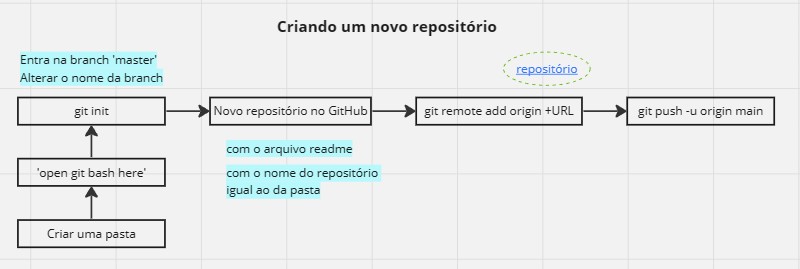 Criando um novo repositório
Entra na branch 'master'
Alterar o nome da branch
repositório
git init
Novo repositório no GitHub
git remote add origin +URL
git push -u origin main
com o arquivo readme
com o nome do repositório
igual ao da pasta
'open git bash here'
Criar uma pasta